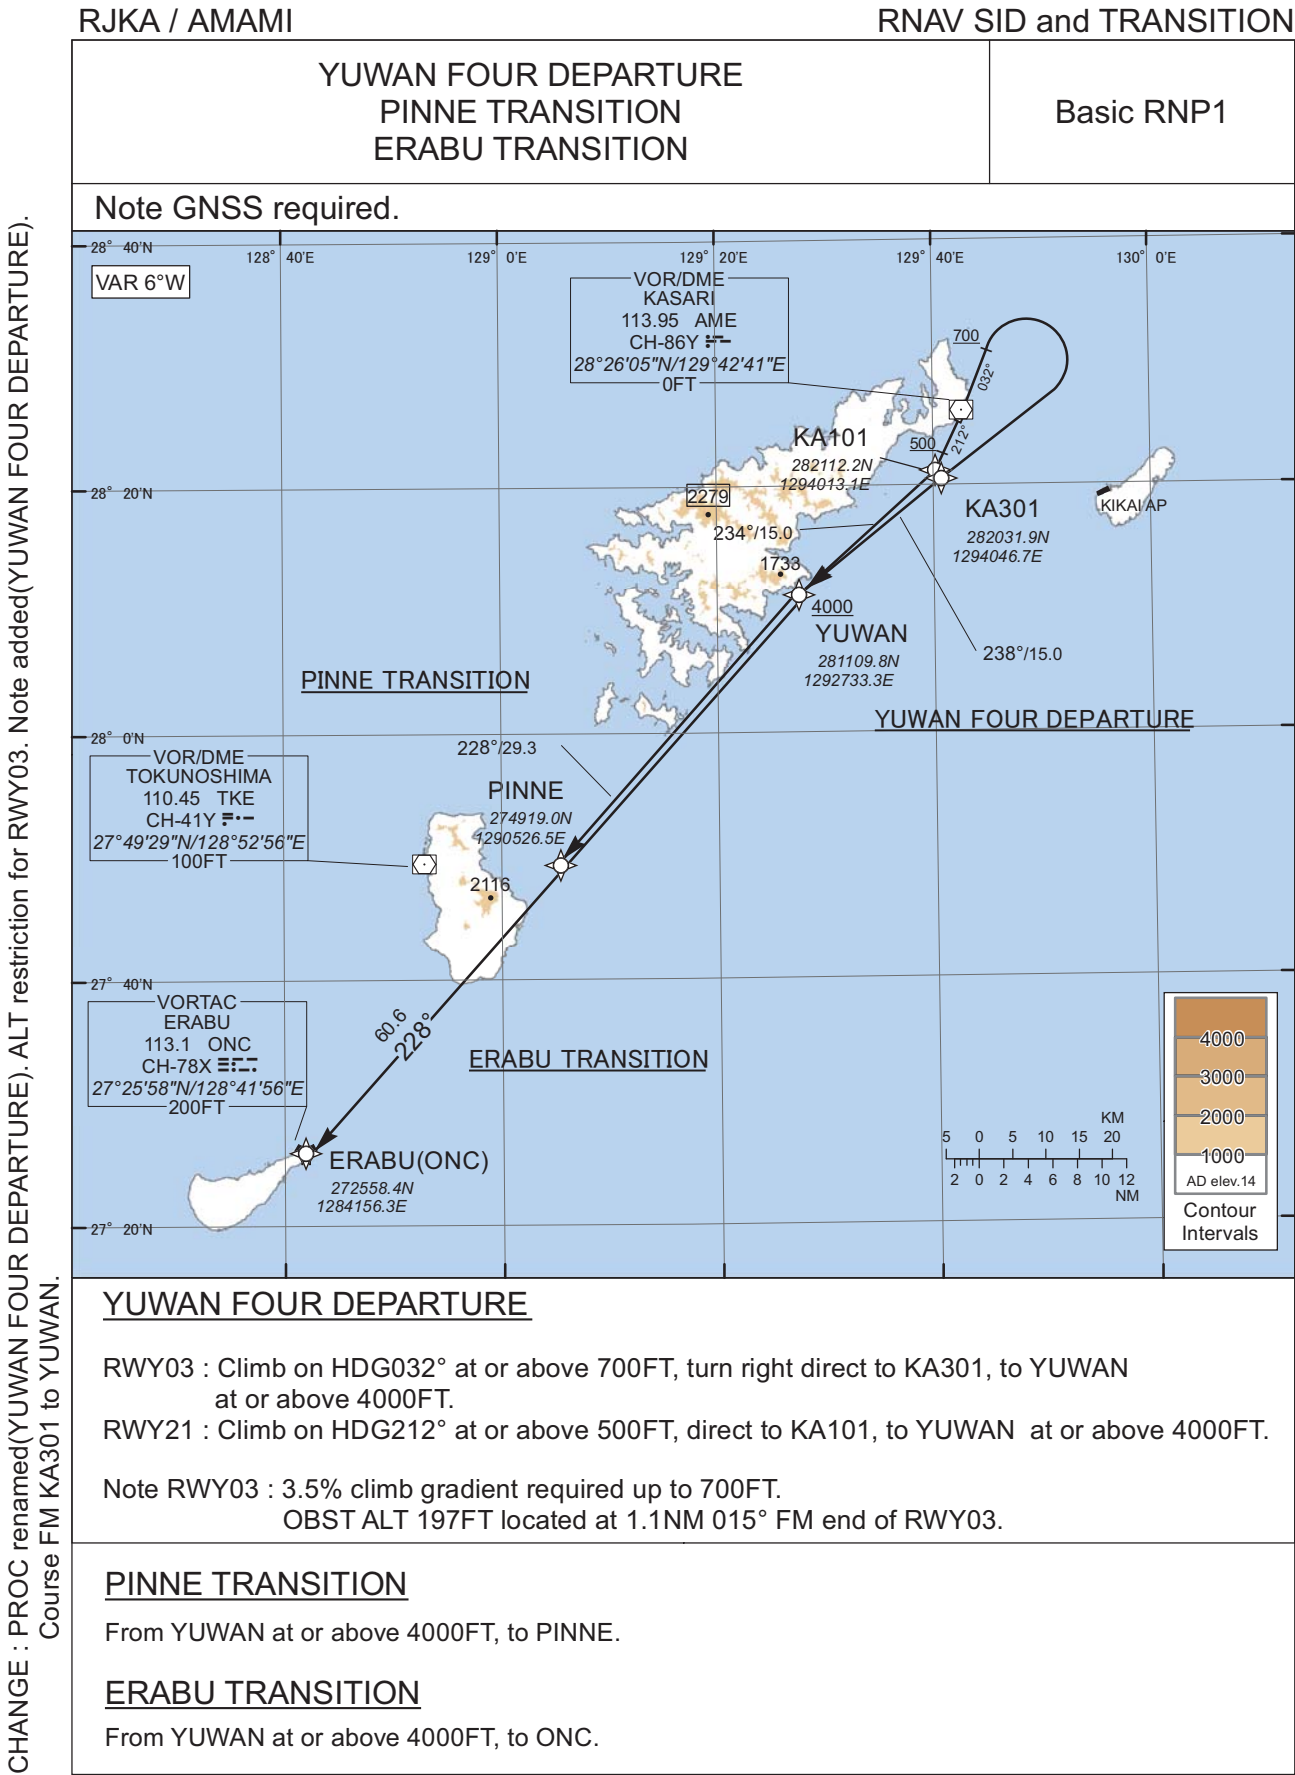 RJKA / AMAMI
RNAV SID and TRANSITION
YUWAN FOUR DEPARTURE
PINNE TRANSITION
ERABU TRANSITION
Basic RNP1
Note GNSS required.
28° 40'N
128° 40'E
129° 0'E
129° 20'E
129° 40'E
130° 0'E
VAR 6°W
VOR/DME
KASARI
113.95 AME
CH-86Y
28°26'05"N/129°42'41"E
0FT
700
032°
212°
500
KA101
282112.2N
1294013.1E
28° 20'N
2279
KIKAI AP
KA301
282031.9N
1294046.7E
234°/15.0
1733
4000
YUWAN
281109.8N
1292733.3E
238°/15.0
PINNE TRANSITION
YUWAN FOUR DEPARTURE
28° 0'N
228°/29.3
VOR/DME
TOKUNOSHIMA
110.45 TKE
CH-41Y
27°49'29"N/128°52'56"E
100FT
PINNE
274919.0N
1290526.5E
2116
27° 40'N
VORTAC
ERABU
113.1 ONC
CH-78X
27°25'58"N/128°41'56"E
200FT
60.6
228°
ERABU TRANSITION
ERABU(ONC)
272558.4N
1284156.3E
KM
5 0 5 10 15 20
2 0 2 4 6 8 10 12
NM
4000
3000
2000
1000
AD elev.14
Contour
Intervals
27° 20'N
YUWAN FOUR DEPARTURE
RWY03 : Climb on HDG032° at or above 700FT, turn right direct to KA301, to YUWAN
at or above 4000FT.
RWY21 : Climb on HDG212° at or above 500FT, direct to KA101, to YUWAN at or above 4000FT.
Note RWY03 : 3.5% climb gradient required up to 700FT.
OBST ALT 197FT located at 1.1NM 015° FM end of RWY03.
PINNE TRANSITION
From YUWAN at or above 4000FT, to PINNE.
ERABU TRANSITION
From YUWAN at or above 4000FT, to ONC.
CHANGE : PROC renamed(YUWAN FOUR DEPARTURE). ALT restriction for RWY03. Note added(YUWAN FOUR DEPARTURE).
Course FM KA301 to YUWAN.